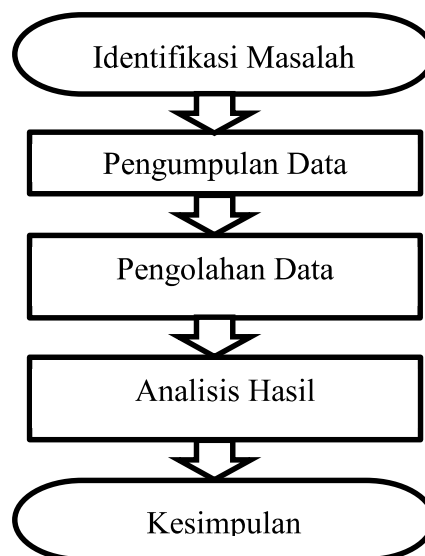 Identifikasi Masalah
Pengumpulan Data
Pengolahan Data
Analisis Hasil
Kesimpulan